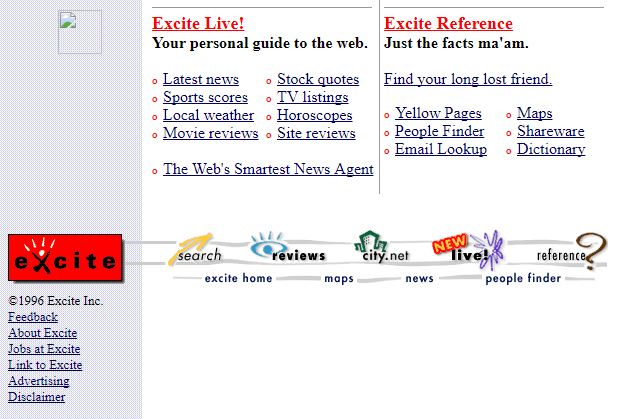 Excite Live!
Your personal guide to the web.
Latest news
Stock quotes
Sports scores
TV listings
Local weather
Horoscopes
Movie reviews
Site reviews
The Web's Smartest News Agent
Excite Reference
Just the facts ma'am.
Find your long lost friend.
Yellow Pages
Maps
People Finder
Shareware
Email Lookup
Dictionary
excite
search
reviews
city.net
NEW
live!
reference
excite home
maps
news
people finder
©1996 Excite Inc.
Feedback
About Excite
Jobs at Excite
Link to Excite
Advertising
Disclaimer